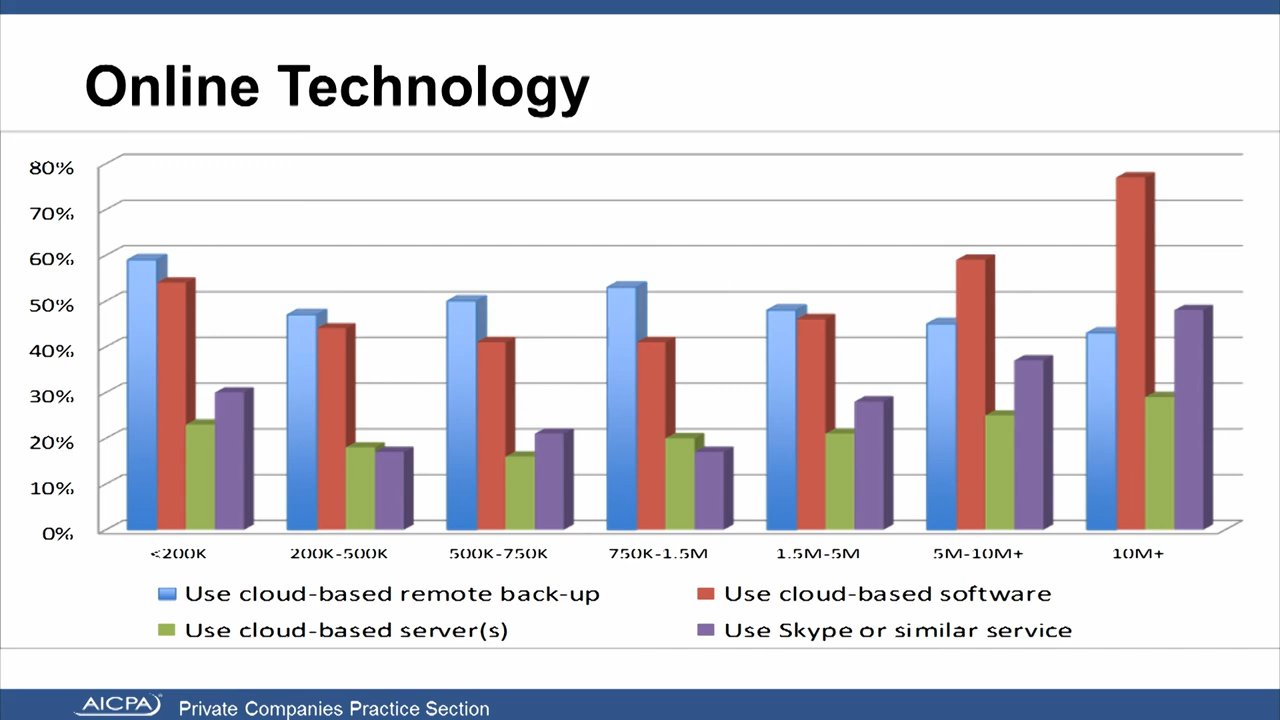 Online Technology
80%
70%
60%
50%
40%
30%
20%
10%
0%
<200K 200K-500K 500K-750K 750K-1.5M 1.5M-5M 5M-10M+ 10M+
Use cloud-based remote back-up Use cloud-based software
Use cloud-based server(s) Use Skype or similar service
AICPA Private Companies Practice Section